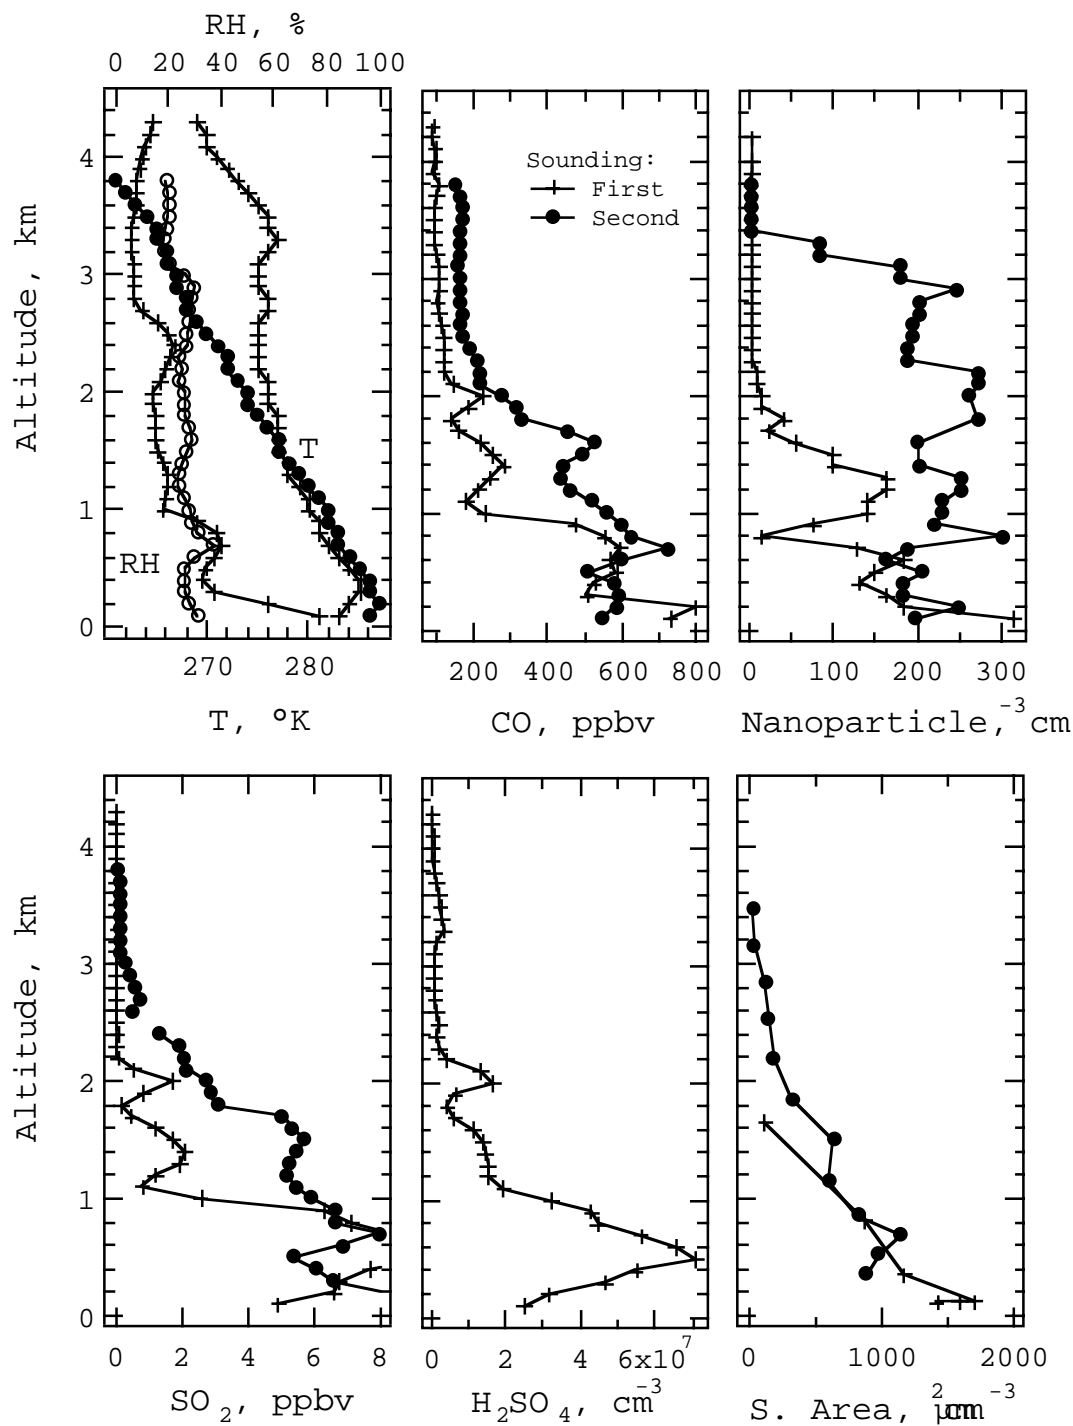 RH, %
0 20 40 60 80 100
Altitude, km
4
3
2
1
0
T
RH
270 280
T, °K
Sounding:
First
Second
200 400 600 800
CO, ppbv
0 100 200 300
Nanoparticle, cm-3
Altitude, km
4
3
2
1
0
0 2 4 6 8
SO2, ppbv
0 2 4 6x10^7
H2SO4, cm-3
0 1000 2000
S. Area, µm2cm-3